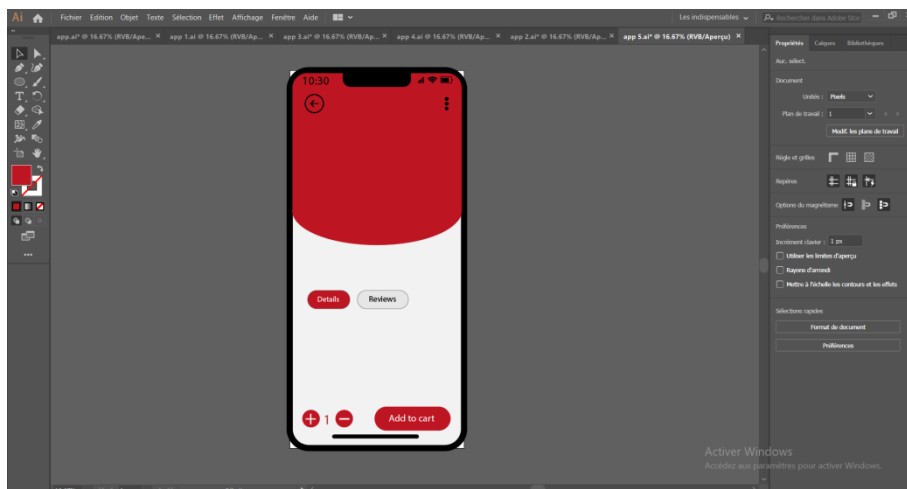 Ai Fichier Edition Objet Texte Sélection Effet Affichage Fenêtre Aide Les indispensables Rechercher dans Adobe Stoc
app.ai* @ 16.67% (RVB/Ape... × app 1.ai @ 16.67% (RVB/Ap... × app 3.ai* @ 16.67% (RVB/Ap... × app 4.ai @ 16.67% (RVB/Ap... × app 2.ai* @ 16.67% (RVB/Ap... × app 5.ai* @ 16.67% (RVB/Aperçu) ×
Propriétés Calques Bibliothèques
Auc. sélect.
Document
Unités : Pixels
Plan de travail : 1
Modif. les plans de travail
Règle et grilles
Repères
Options du magnétisme
Préférences
Incrément clavier : 1 px
Utiliser les limites d'aperçu
Rayons d'arrondi
Mettre à l'échelle les contours et les effets
Sélections rapides
Format de document
Préférences
10:30
Details Reviews
1 Add to cart
Activer Windows
Accédez aux paramètres pour activer Windows.